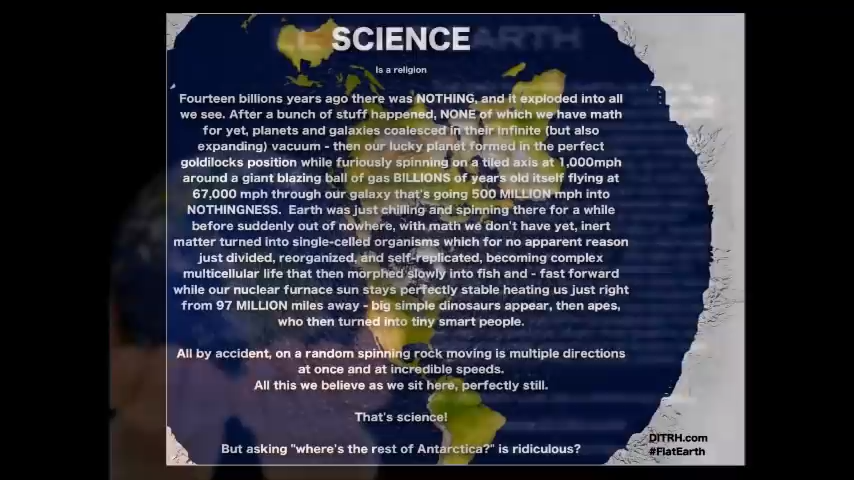 SCIENCE
Is a religion
Fourteen billions years ago there was NOTHING, and it exploded into all
we see. After a bunch of stuff happened, NONE of which we have math
for yet, planets and galaxies coalesced in their infinite (but also
expanding) vacuum - then our lucky planet formed in the perfect
goldilocks position while furiously spinning on a tiled axis at 1,000mph
around a giant blazing ball of gas BILLIONS of years old itself flying at
67,000 mph through our galaxy that's going 500 MILLION mph into
NOTHINGNESS. Earth was just chilling and spinning there for a while
before suddenly out of nowhere, with math we don't have yet, inert
matter turned into single-celled organisms which for no apparent reason
just divided, reorganized, and self-replicated, becoming complex
multicellular life that then morphed slowly into fish and - fast forward
while our nuclear furnace sun stays perfectly stable heating us just right
from 97 MILLION miles away - big simple dinosaurs appear, then apes,
who then turned into tiny smart people.
All by accident, on a random spinning rock moving is multiple directions
at once and at incredible speeds.
All this we believe as we sit here, perfectly still.
That's science!
But asking "where's the rest of Antarctica?" is ridiculous?
DITRH.com
#FlatEarth